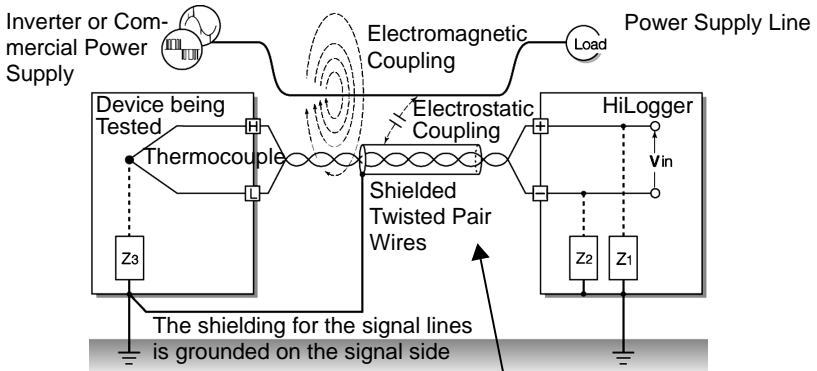 Inverter or Com-
mercial Power
Supply
Electromagnetic
Coupling
Load
Power Supply Line
Device being
Tested
H
Thermocouple
L
Z3
Electrostatic
Coupling
Shielded
Twisted Pair
Wires
HiLogger
+
−
Vin
Z2
Z1
The shielding for the signal lines
is grounded on the signal side